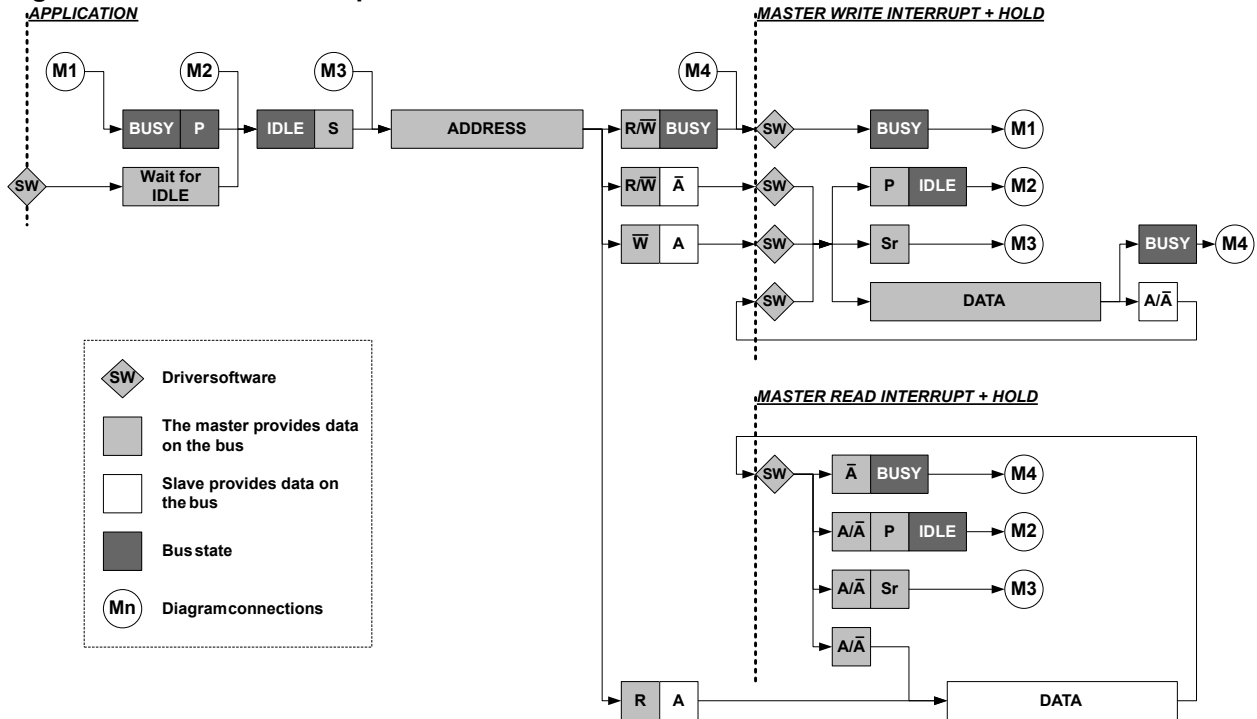 APPLICATION
MASTER WRITE INTERRUPT + HOLD
M1
M2
M3
M4
BUSY P
IDLE S
ADDRESS
R/W̅ BUSY
SW
BUSY
M1
SW
Wait for
IDLE
R/W̅ A̅
SW
P IDLE
M2
W̅ A
SW
Sr
M3
BUSY
M4
SW
DATA
A/A̅
SW
Driver software
The master provides data
on the bus
Slave provides data on
the bus
Bus state
Mn
Diagram connections
MASTER READ INTERRUPT + HOLD
SW
A̅ BUSY
M4
A/A̅ P IDLE
M2
A/A̅ Sr
M3
A/A̅
R A
DATA